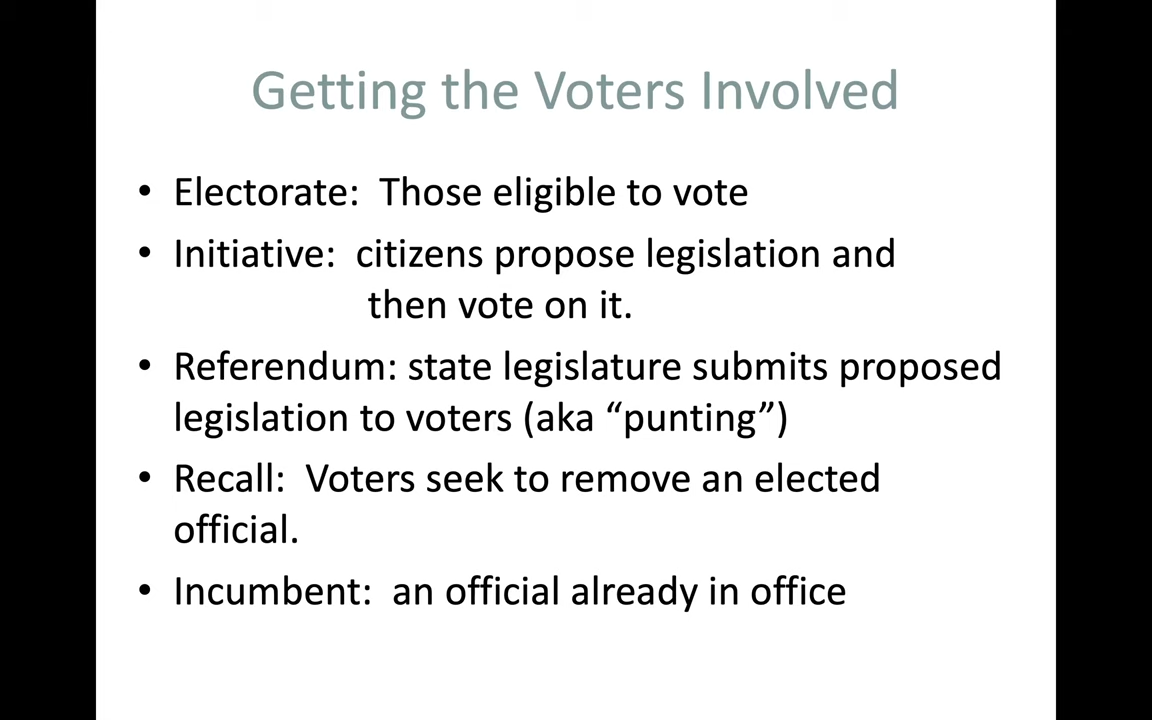 Getting the Voters Involved
• Electorate:  Those eligible to vote
• Initiative:  citizens propose legislation and
then vote on it.
• Referendum: state legislature submits proposed
legislation to voters (aka “punting”)
• Recall:  Voters seek to remove an elected
official.
• Incumbent:  an official already in office